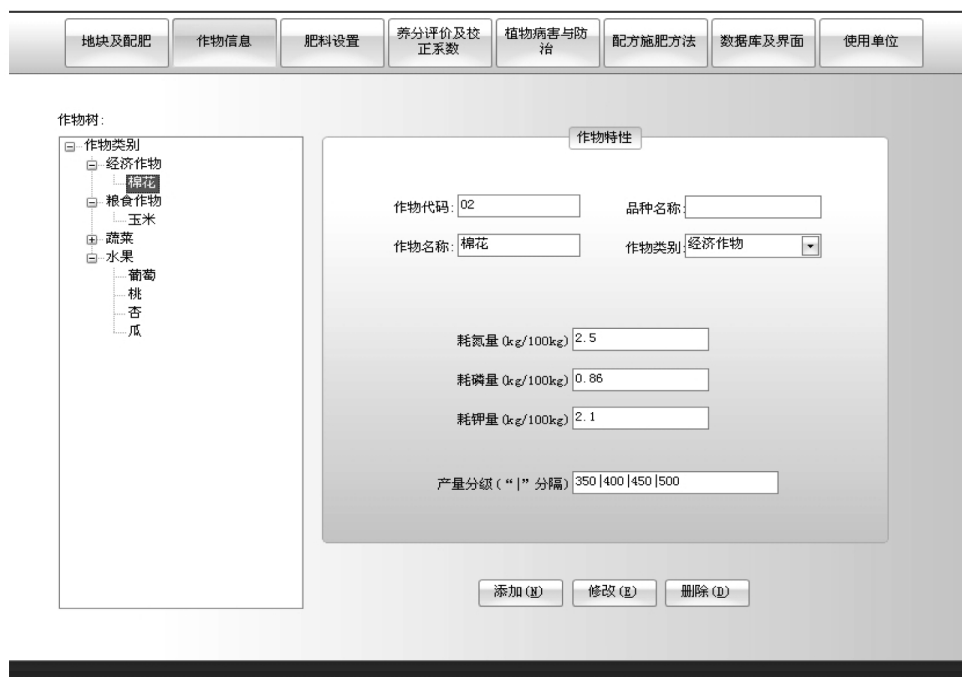 地块及配肥
作物信息
肥料设置
养分评价及校
正系数
植物病害与防
治
配方施肥方法
数据库及界面
使用单位
作物树:
作物类别
经济作物
棉花
粮食作物
玉米
蔬菜
水果
葡萄
桃
杏
瓜
作物特性
作物代码: 02
品种名称:
作物名称: 棉花
作物类别: 经济作物
耗氮量(kg/100kg) 2.5
耗磷量(kg/100kg) 0.86
耗钾量(kg/100kg) 2.1
产量分级(“|”分隔) 350|400|450|500
添加(N)
修改(E)
删除(D)